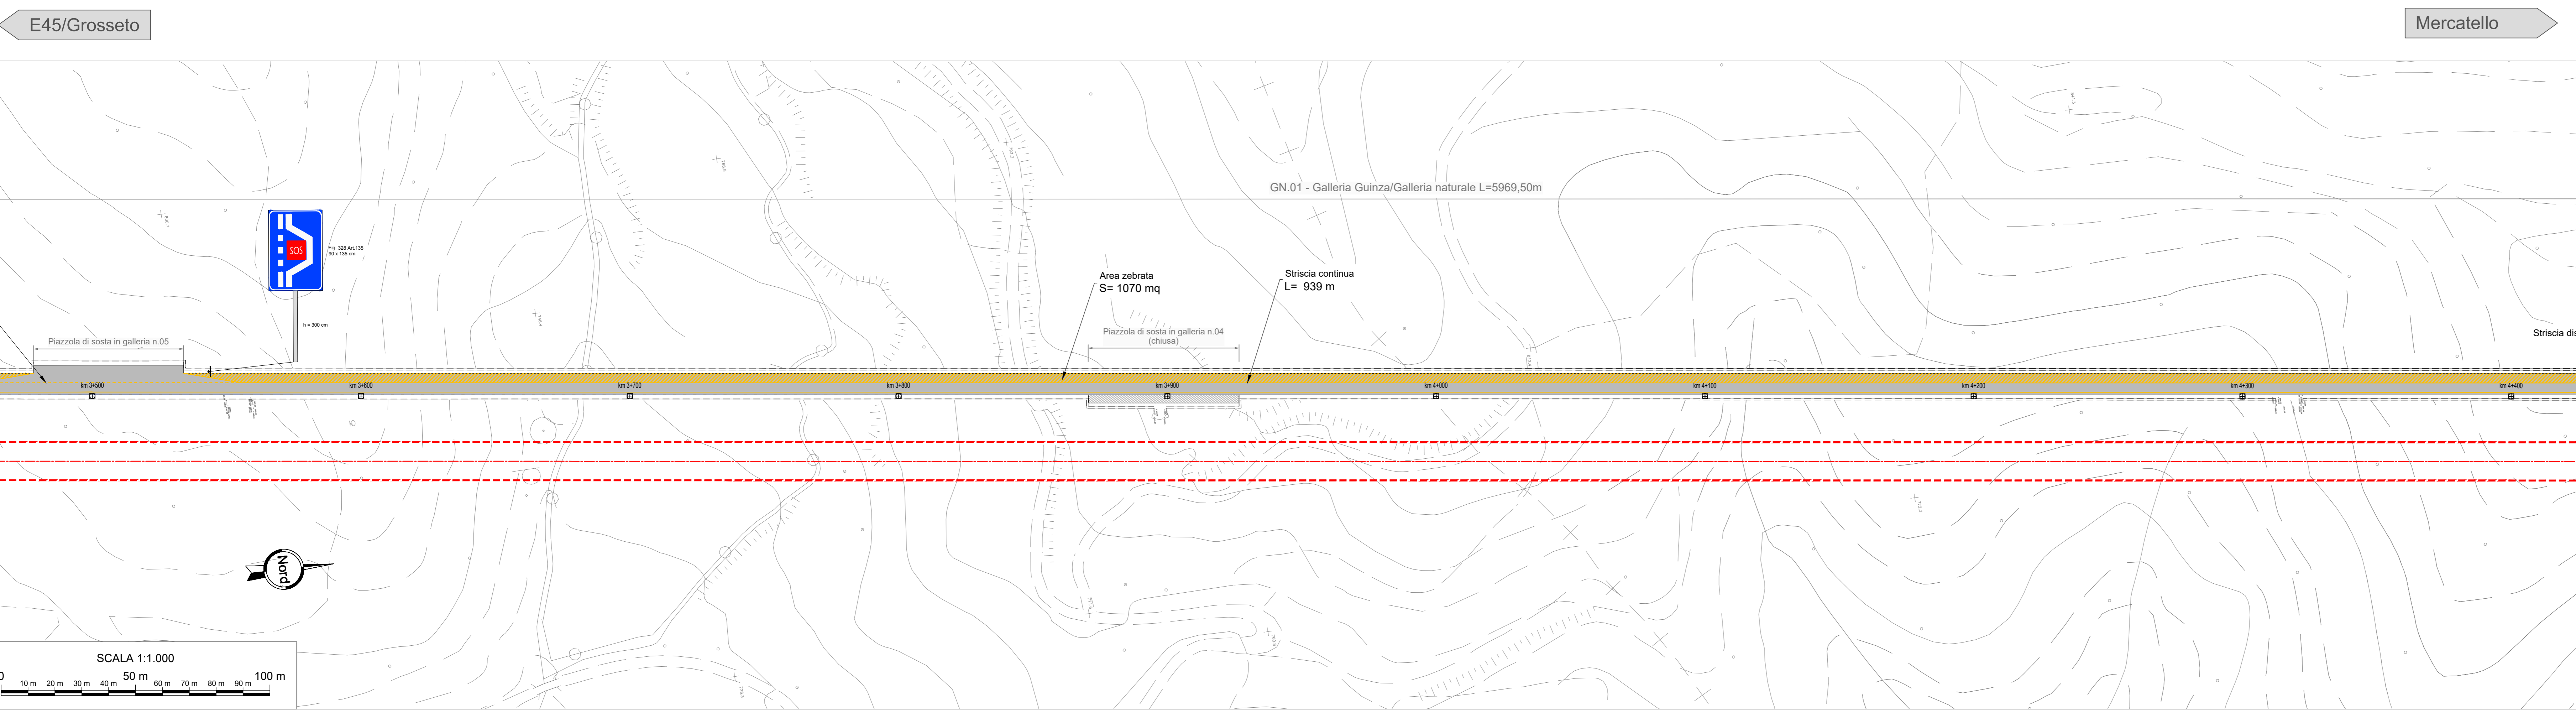 E45/Grosseto
Mercatello
GN.01 - Galleria Guinza/Galleria naturale L=5969,50m
SOS
Fig. 328 Art.135
90 x 135 cm
h = 300 cm
Area zebrata
S= 1070 mq
Striscia continua
L= 939 m
Piazzola di sosta in galleria n.05
Piazzola di sosta in galleria n.04
(chiusa)
Striscia dis
km 3+500
km 3+600
km 3+700
km 3+800
km 3+900
km 4+000
km 4+100
km 4+200
km 4+300
km 4+400
Nord
SCALA 1:1.000
0 10 m 20 m 30 m 40 m 50 m 60 m 70 m 80 m 90 m 100 m